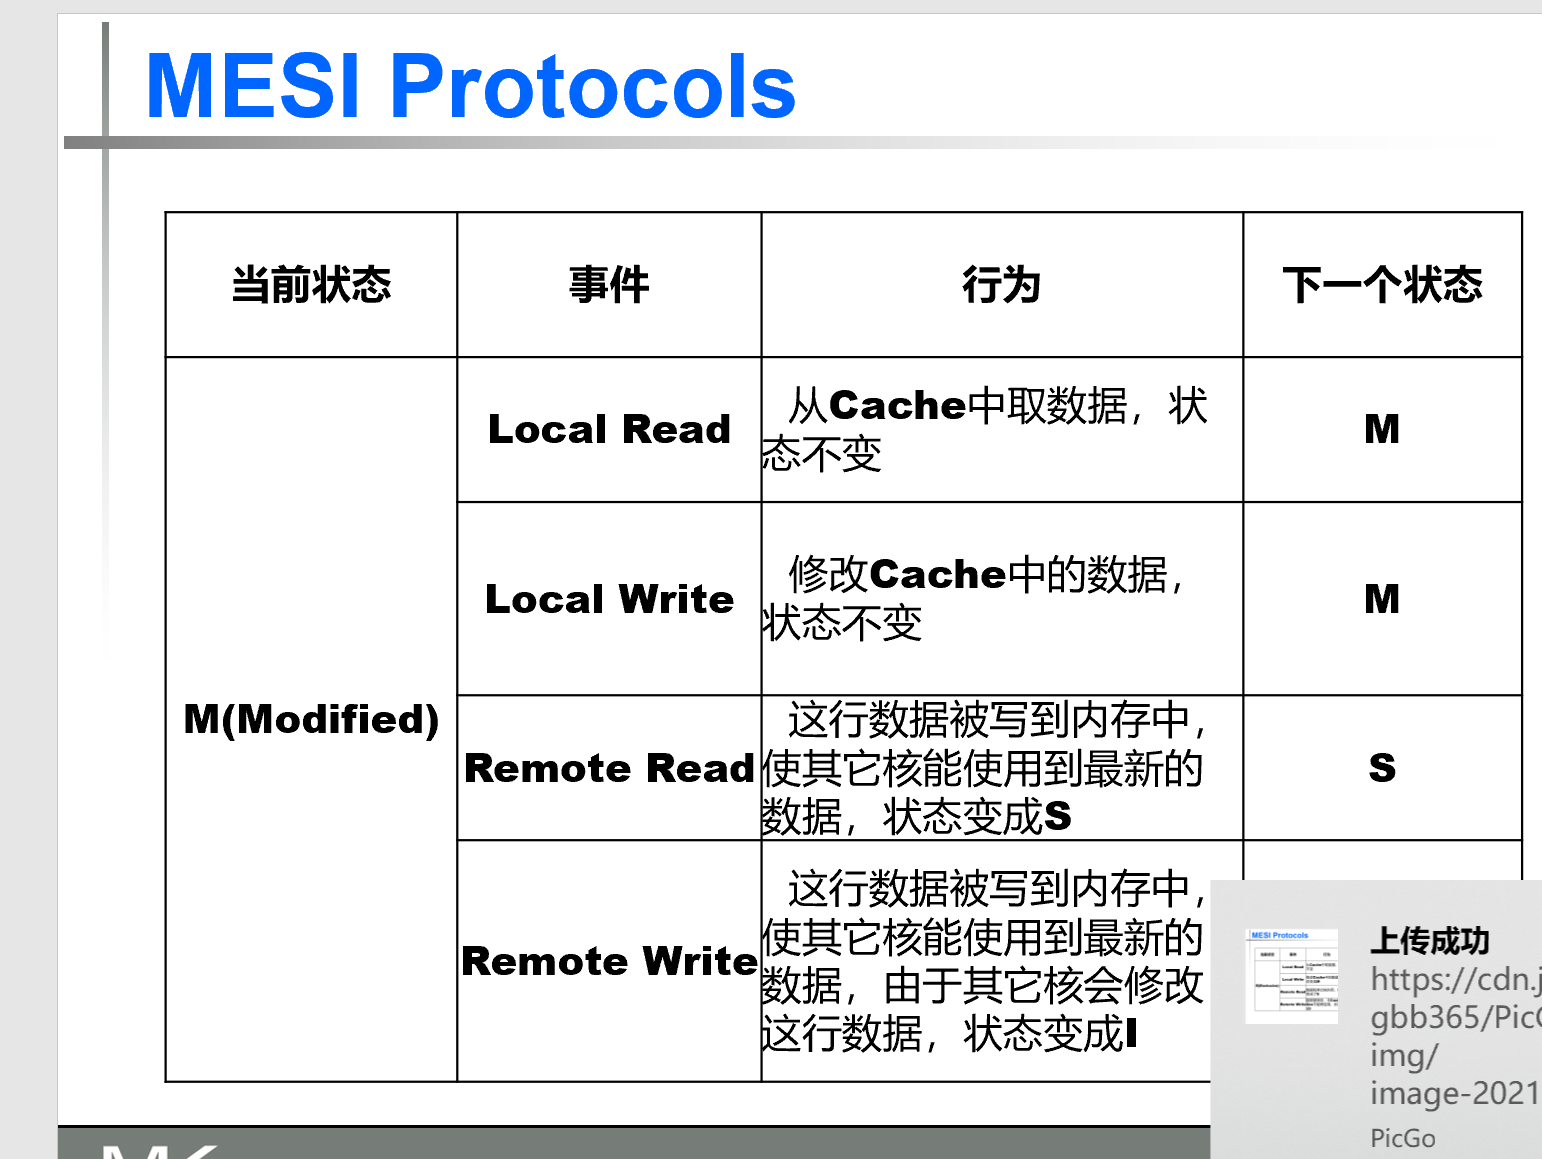 MESI Protocols
当前状态
事件
行为
下一个状态
M(Modified)
Local Read
从Cache中取数据，状
态不变
M
Local Write
修改Cache中的数据，
状态不变
M
Remote Read
这行数据被写到内存中，
使其它核能使用到最新的
数据，状态变成S
S
Remote Write
这行数据被写到内存中，
使其它核能使用到最新的
数据，由于其它核会修改
这行数据，状态变成I
上传成功
https://cdn.j
gbb365/PicG
img/
image-2021
PicGo
MESI Protocols